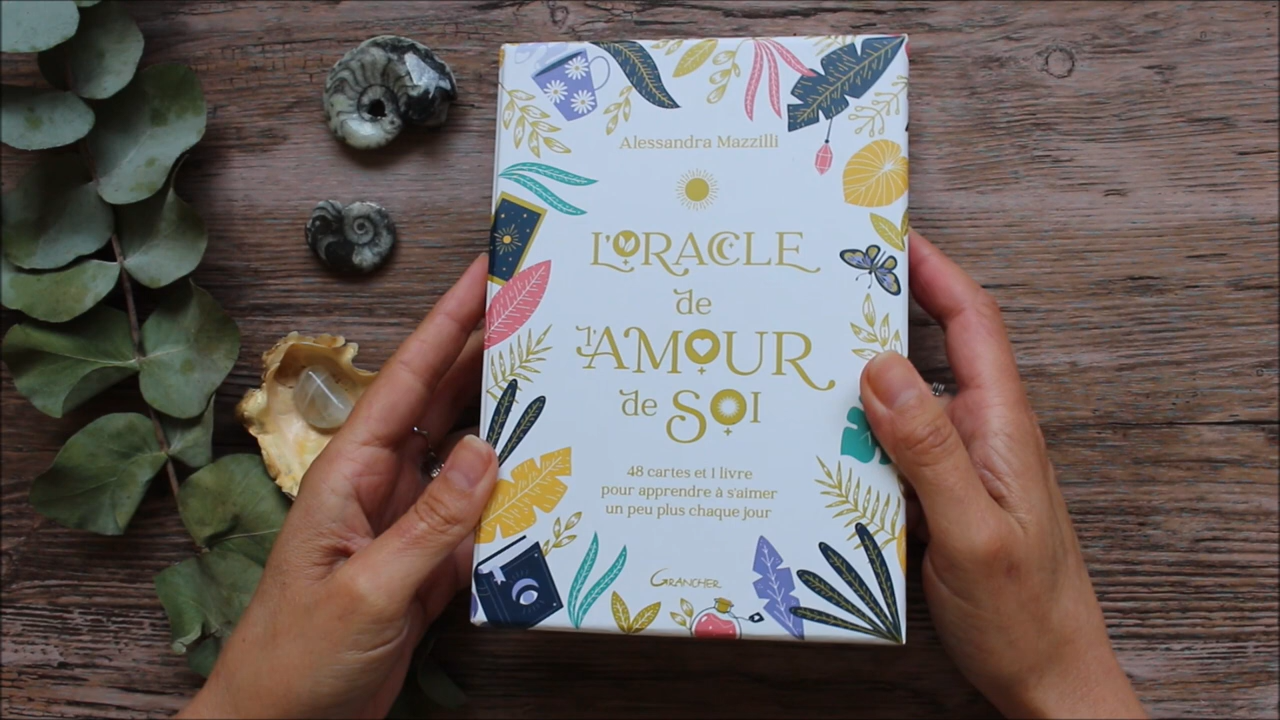 Alessandra Mazzilli
L'ORACLE
de
l'AMOUR
de SOI
48 cartes et 1 livre
pour apprendre à s'aimer
un peu plus chaque jour
GRANCHER